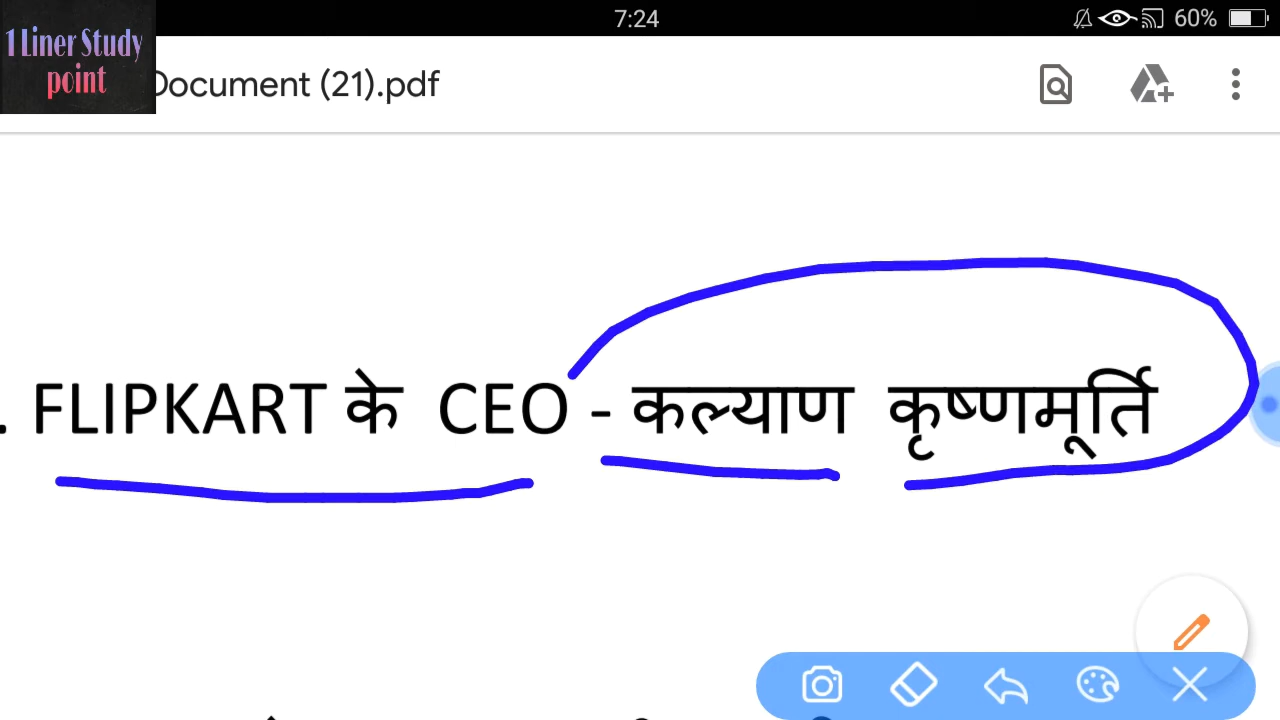 7:24
60%
1 Liner Study
point
Document (21).pdf
. FLIPKART के CEO - कल्याण कृष्णमूर्ति